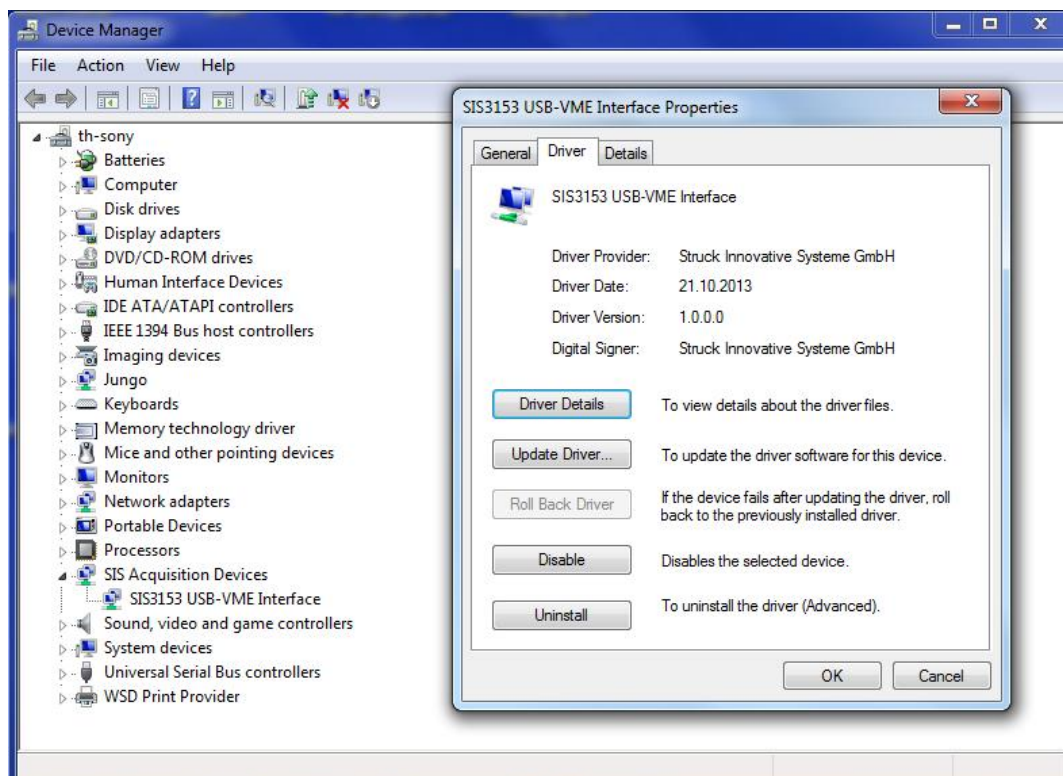 Device Manager
File Action View Help
th-sony
Batteries
Computer
Disk drives
Display adapters
DVD/CD-ROM drives
Human Interface Devices
IDE ATA/ATAPI controllers
IEEE 1394 Bus host controllers
Imaging devices
Jungo
Keyboards
Memory technology driver
Mice and other pointing devices
Monitors
Network adapters
Portable Devices
Processors
SIS Acquisition Devices
SIS3153 USB-VME Interface
Sound, video and game controllers
System devices
Universal Serial Bus controllers
WSD Print Provider
SIS3153 USB-VME Interface Properties
General Driver Details
SIS3153 USB-VME Interface
Driver Provider: Struck Innovative Systeme GmbH
Driver Date: 21.10.2013
Driver Version: 1.0.0.0
Digital Signer: Struck Innovative Systeme GmbH
Driver Details To view details about the driver files.
Update Driver... To update the driver software for this device.
Roll Back Driver If the device fails after updating the driver, roll
back to the previously installed driver.
Disable Disables the selected device.
Uninstall To uninstall the driver (Advanced).
OK Cancel